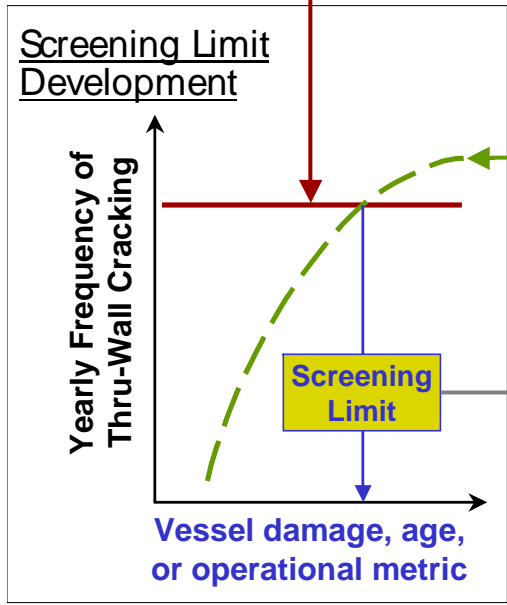 Screening Limit
Development
Yearly Frequency of
Thru-Wall Cracking
Screening
Limit
Vessel damage, age,
or operational metric